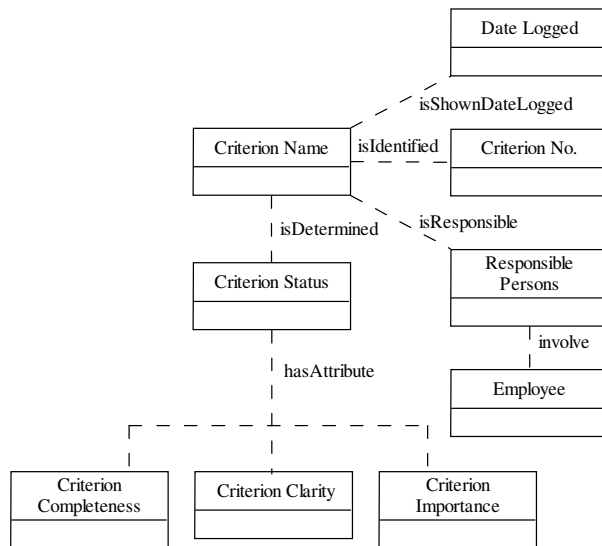 Date Logged
isShownDateLogged
Criterion Name
isIdentified
Criterion No.
isResponsible
isDetermined
Criterion Status
Responsible
Persons
involve
hasAttribute
Employee
Criterion
Completeness
Criterion Clarity
Criterion
Importance